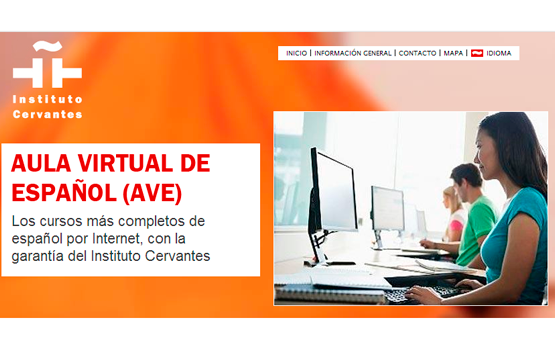 INICIO | INFORMACIÓN GENERAL | CONTACTO | MAPA | IDIOMA
Instituto
Cervantes
AULA VIRTUAL DE
ESPAÑOL (AVE)
Los cursos más completos de
español por Internet, con la
garantía del Instituto Cervantes